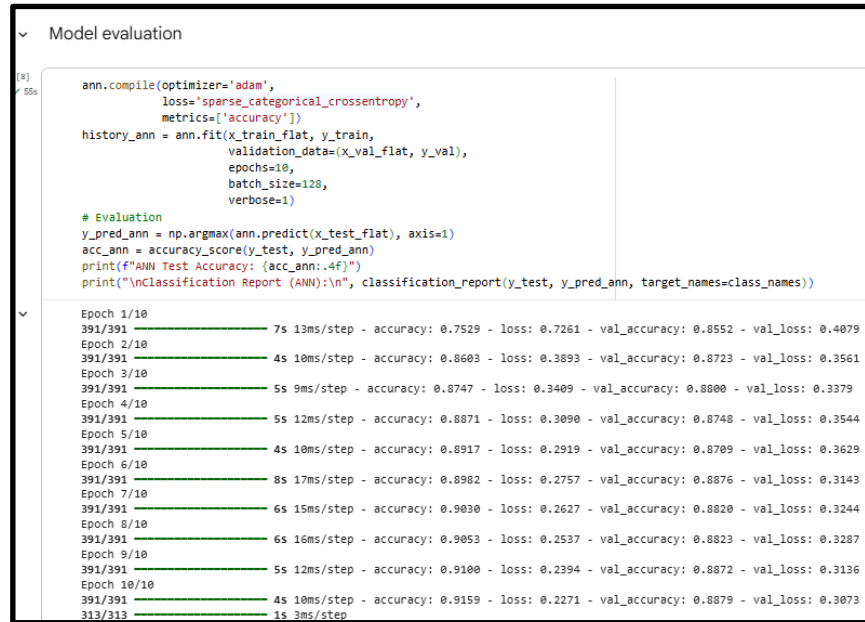 Model evaluation
[8]
55s
ann.compile(optimizer='adam',
loss='sparse_categorical_crossentropy',
metrics=['accuracy'])
history_ann = ann.fit(x_train_flat, y_train,
validation_data=(x_val_flat, y_val),
epochs=10,
batch_size=128,
verbose=1)
# Evaluation
y_pred_ann = np.argmax(ann.predict(x_test_flat), axis=1)
acc_ann = accuracy_score(y_test, y_pred_ann)
print(f"ANN Test Accuracy: {acc_ann:.4f}")
print("\nClassification Report (ANN):\n", classification_report(y_test, y_pred_ann, target_names=class_names))
Epoch 1/10
391/391 7s 13ms/step - accuracy: 0.7529 - loss: 0.7261 - val_accuracy: 0.8552 - val_loss: 0.4079
Epoch 2/10
391/391 4s 10ms/step - accuracy: 0.8603 - loss: 0.3893 - val_accuracy: 0.8723 - val_loss: 0.3561
Epoch 3/10
391/391 5s 9ms/step - accuracy: 0.8747 - loss: 0.3409 - val_accuracy: 0.8800 - val_loss: 0.3379
Epoch 4/10
391/391 5s 12ms/step - accuracy: 0.8871 - loss: 0.3090 - val_accuracy: 0.8748 - val_loss: 0.3544
Epoch 5/10
391/391 4s 10ms/step - accuracy: 0.8917 - loss: 0.2919 - val_accuracy: 0.8709 - val_loss: 0.3629
Epoch 6/10
391/391 8s 17ms/step - accuracy: 0.8982 - loss: 0.2757 - val_accuracy: 0.8876 - val_loss: 0.3143
Epoch 7/10
391/391 6s 15ms/step - accuracy: 0.9030 - loss: 0.2627 - val_accuracy: 0.8820 - val_loss: 0.3244
Epoch 8/10
391/391 6s 16ms/step - accuracy: 0.9053 - loss: 0.2537 - val_accuracy: 0.8823 - val_loss: 0.3287
Epoch 9/10
391/391 5s 12ms/step - accuracy: 0.9100 - loss: 0.2394 - val_accuracy: 0.8872 - val_loss: 0.3136
Epoch 10/10
391/391 4s 10ms/step - accuracy: 0.9159 - loss: 0.2271 - val_accuracy: 0.8879 - val_loss: 0.3073
313/313 1s 3ms/step